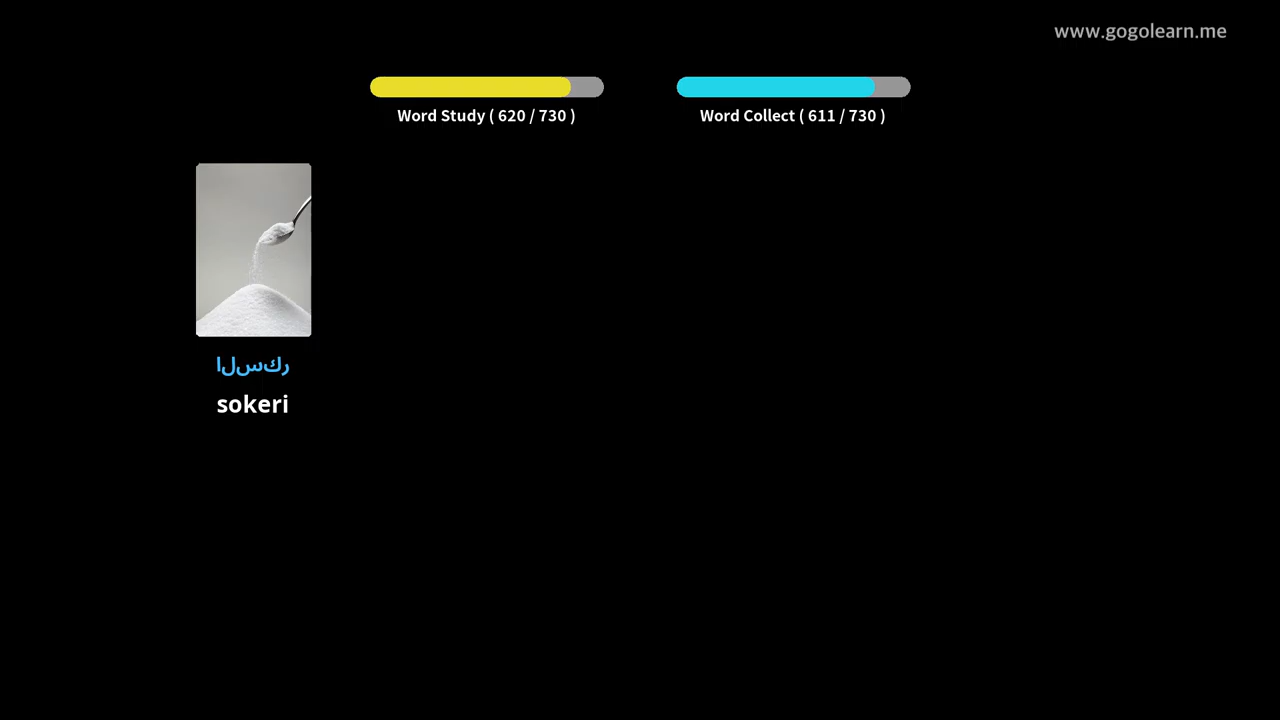 www.gogolearn.me
Word Study ( 620 / 730 )
Word Collect ( 611 / 730 )
السكر
sokeri